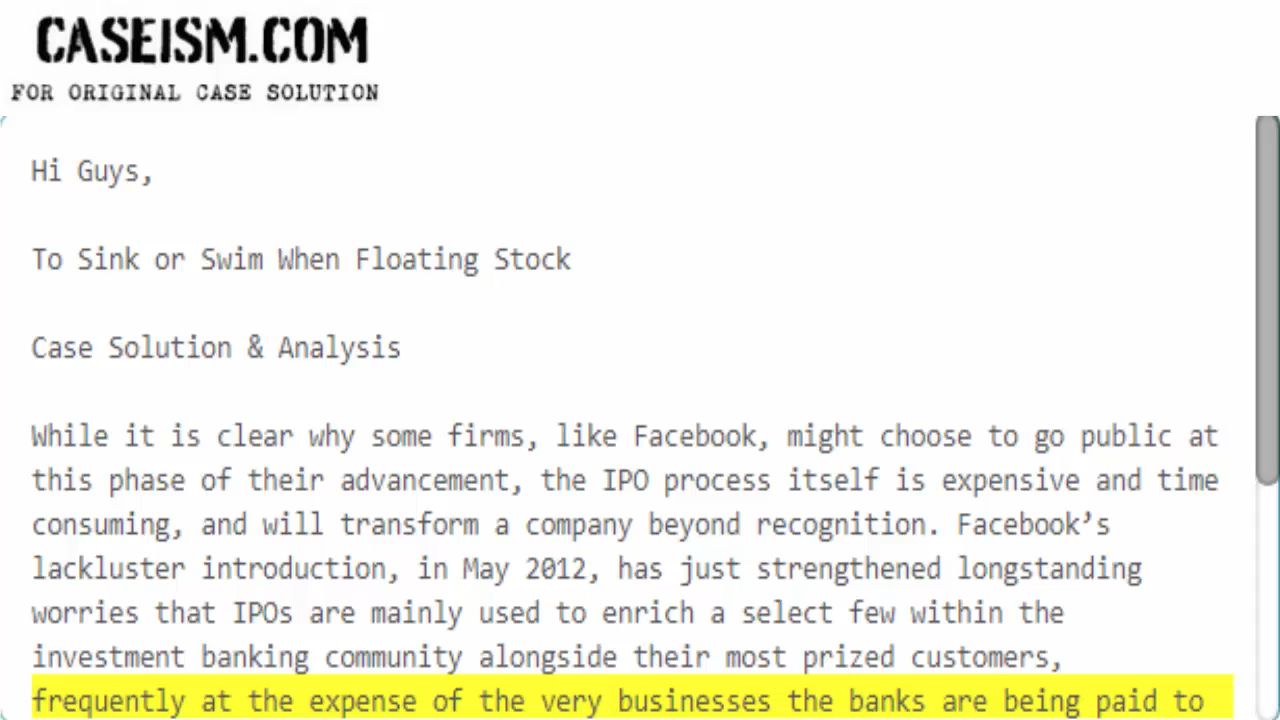 CASEISM.COM
FOR ORIGINAL CASE SOLUTION
Hi Guys,
To Sink or Swim When Floating Stock
Case Solution & Analysis
While it is clear why some firms, like Facebook, might choose to go public at
this phase of their advancement, the IPO process itself is expensive and time
consuming, and will transform a company beyond recognition. Facebook’s
lackluster introduction, in May 2012, has just strengthened longstanding
worries that IPOs are mainly used to enrich a select few within the
investment banking community alongside their most prized customers,
frequently at the expense of the very businesses the banks are being paid to